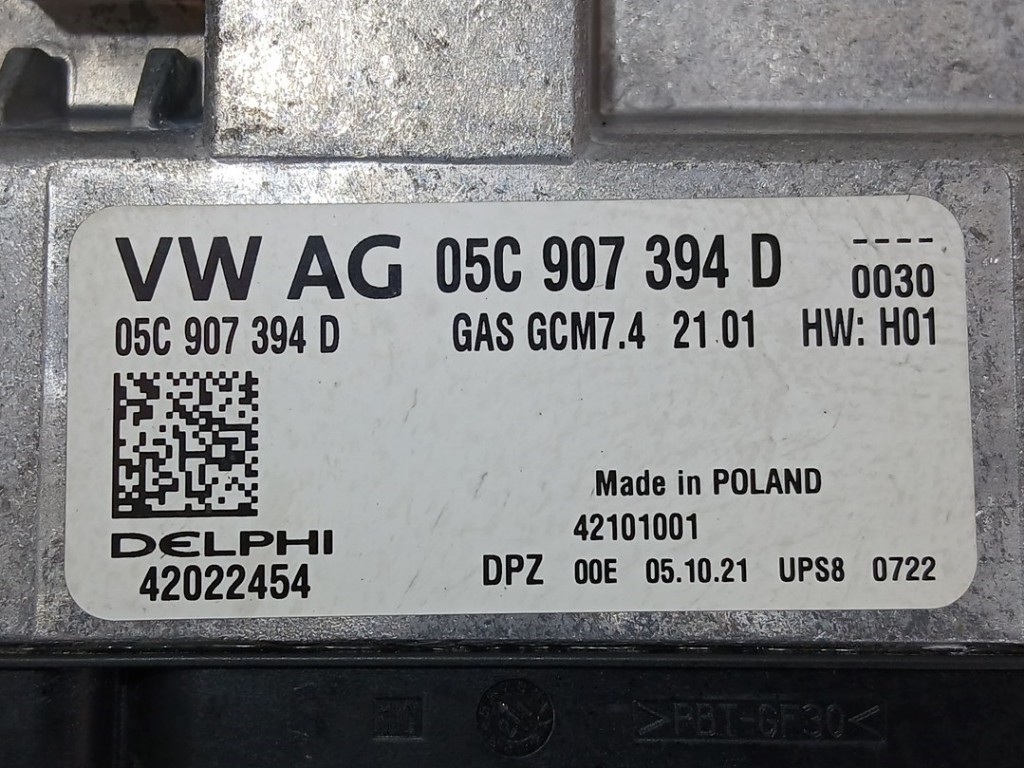 VW AG 05C 907 394 D ----
0030
05C 907 394 D GAS GCM7.4 21 01 HW: H01
Made in POLAND
42101001
DELPHI
42022454
DPZ 00E 05.10.21 UPS8 0722
>PBT-GF30<